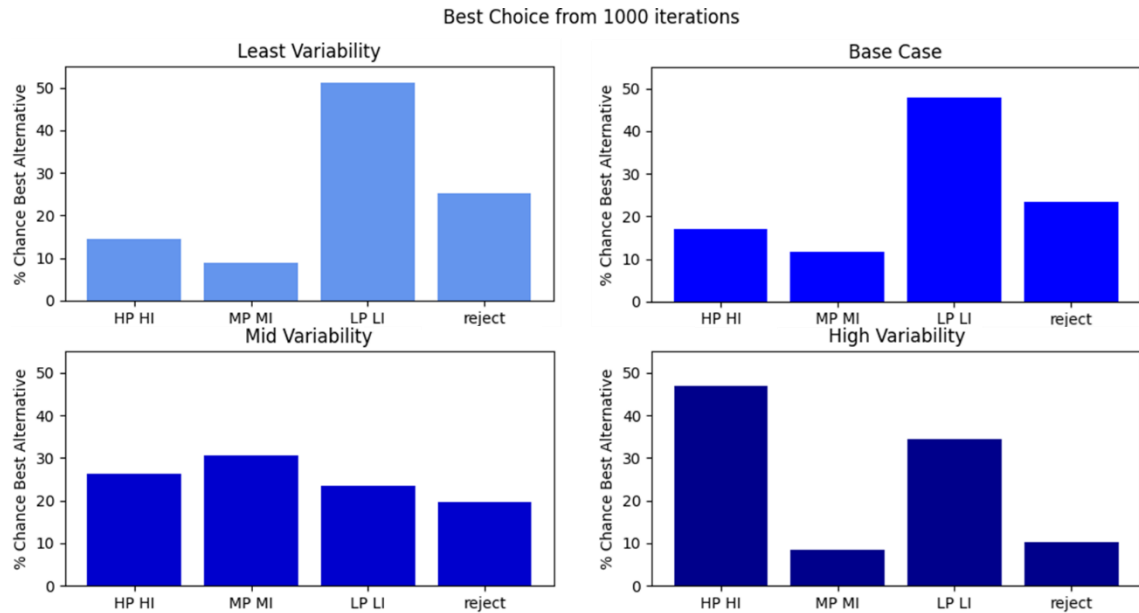 Best Choice from 1000 iterations
Least Variability
% Chance Best Alternative
50
40
30
20
10
0
HP HI MP MI LP LI reject
Base Case
% Chance Best Alternative
50
40
30
20
10
0
HP HI MP MI LP LI reject
Mid Variability
% Chance Best Alternative
50
40
30
20
10
0
HP HI MP MI LP LI reject
High Variability
% Chance Best Alternative
50
40
30
20
10
0
HP HI MP MI LP LI reject